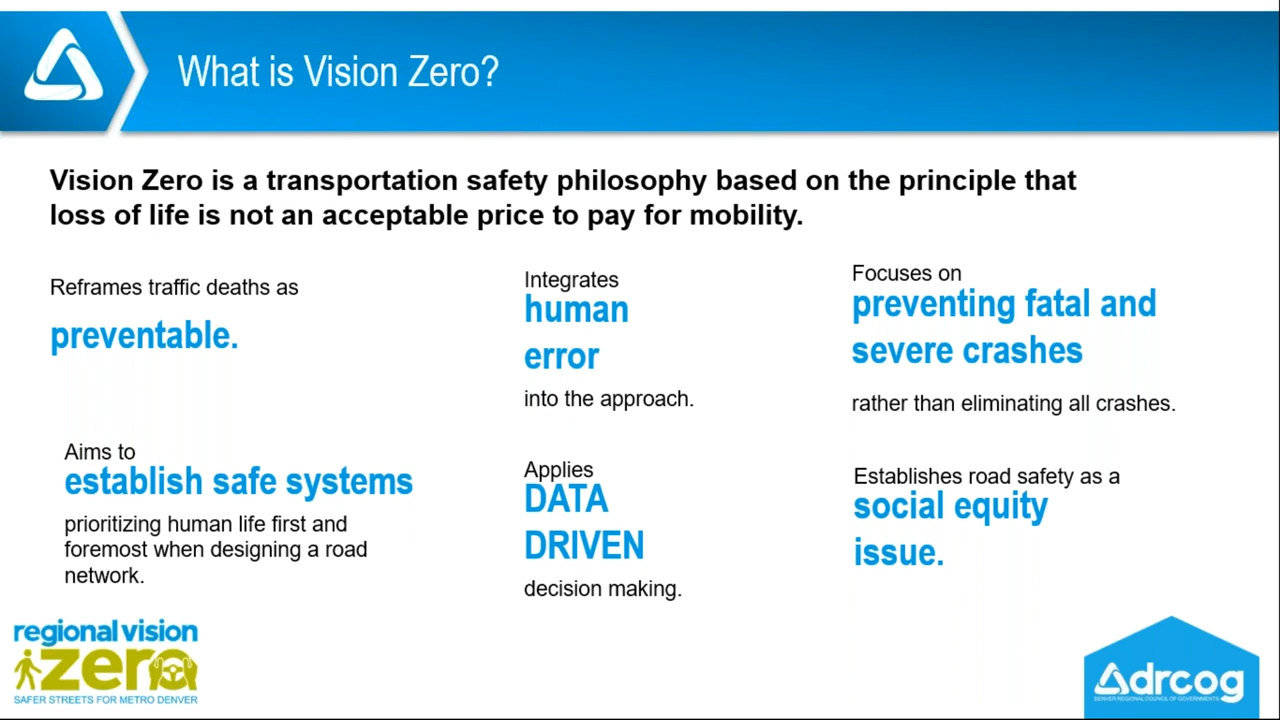 What is Vision Zero?
Vision Zero is a transportation safety philosophy based on the principle that
loss of life is not an acceptable price to pay for mobility.
Reframes traffic deaths as
preventable.
Integrates
human
error
into the approach.
Focuses on
preventing fatal and
severe crashes
rather than eliminating all crashes.
Aims to
establish safe systems
prioritizing human life first and
foremost when designing a road
network.
Applies
DATA
DRIVEN
decision making.
Establishes road safety as a
social equity
issue.
regional vision
zero
SAFER STREETS FOR METRO DENVER
drcog
DENVER REGIONAL COUNCIL OF GOVERNMENTS